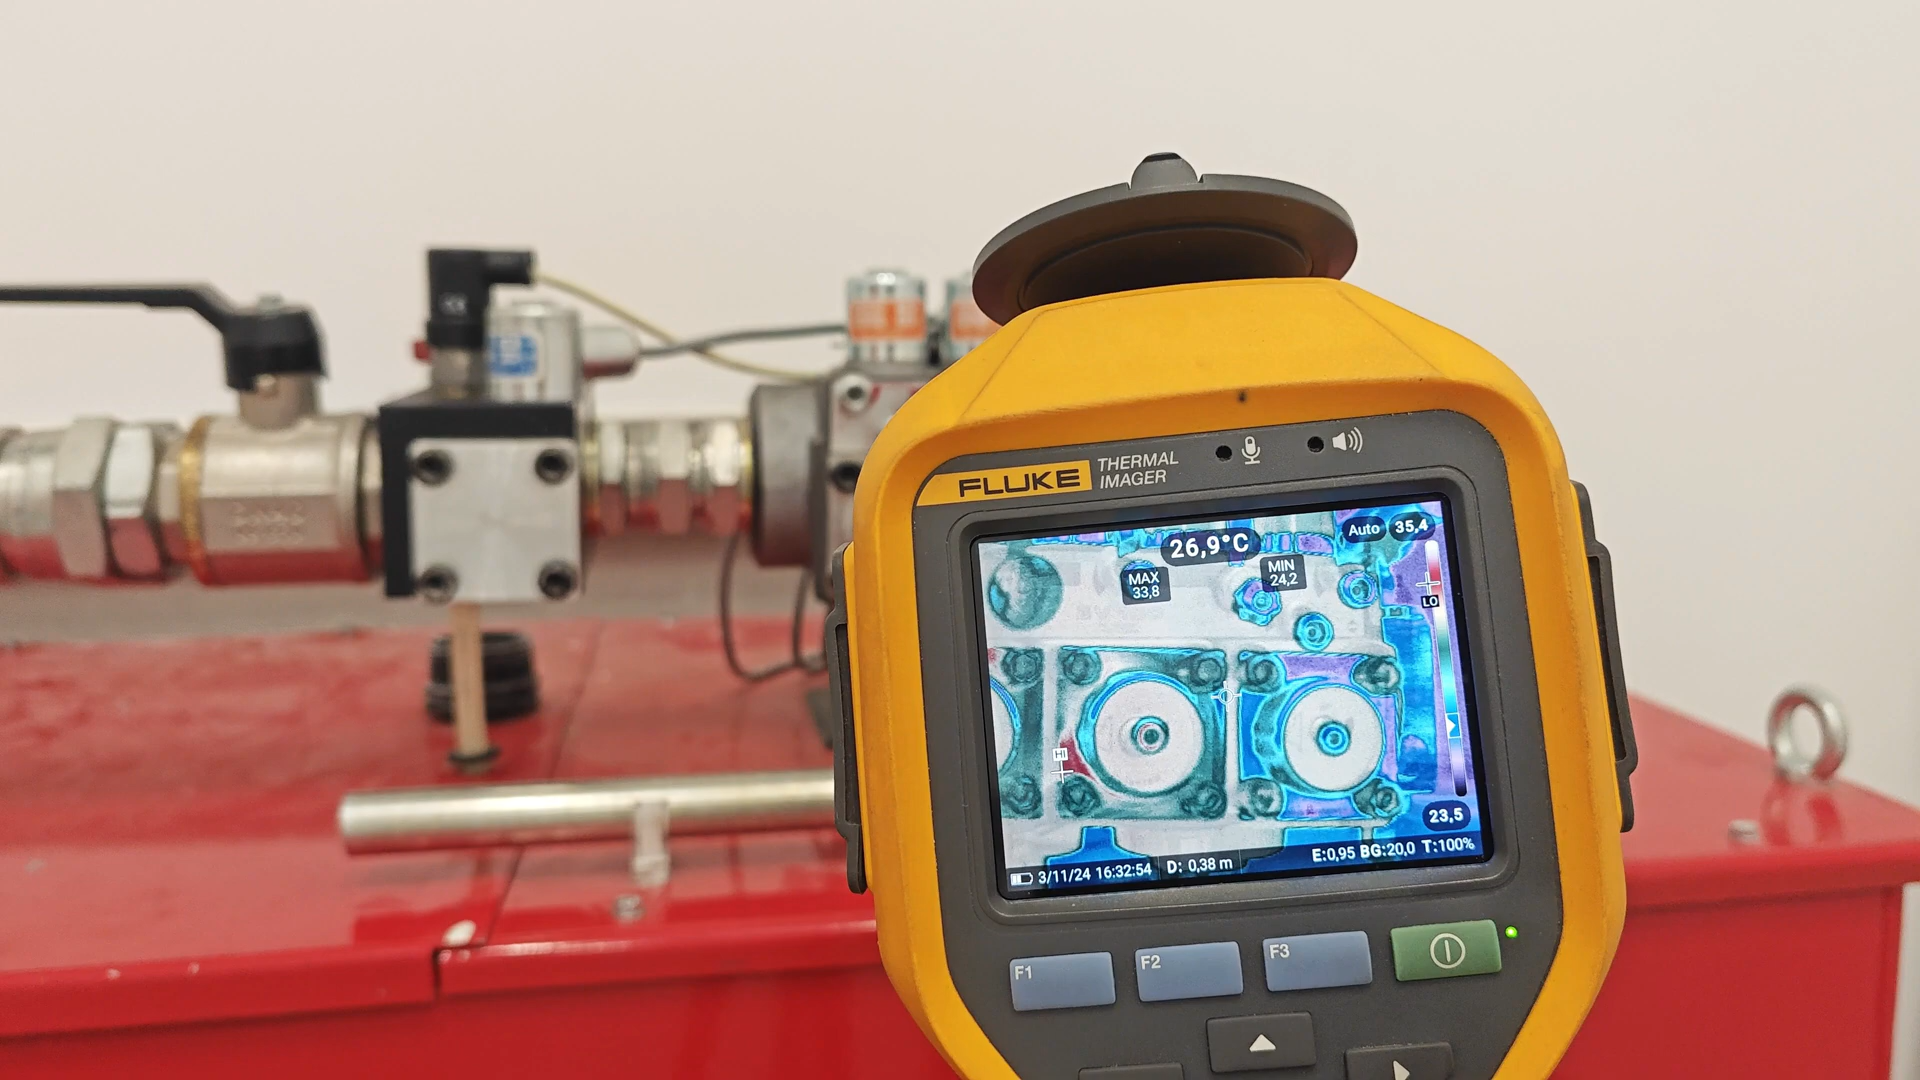 CE
FLUKE
THERMAL
IMAGER
26,9°C
Auto 35,4
MAX
33,8
MIN
24,2
LO
HI
23,5
3/11/24 16:32:54 D: 0,38 m E:0,95 BG:20,0 T:100%
F1 F2 F3